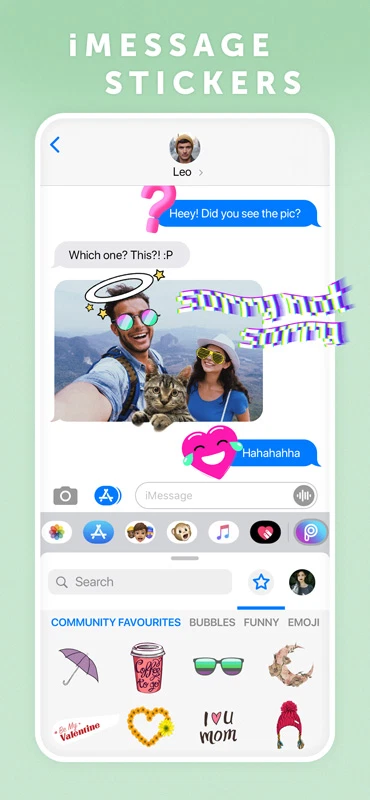 iMESSAGE
STICKERS
Leo
Heey! Did you see the pic?
Which one? This?! :P
sorry not
sorry
Hahahahha
iMessage
Search
COMMUNITY FAVOURITES BUBBLES FUNNY EMOJI
Coffee
to go!
Be My
Valentine
I U
mom